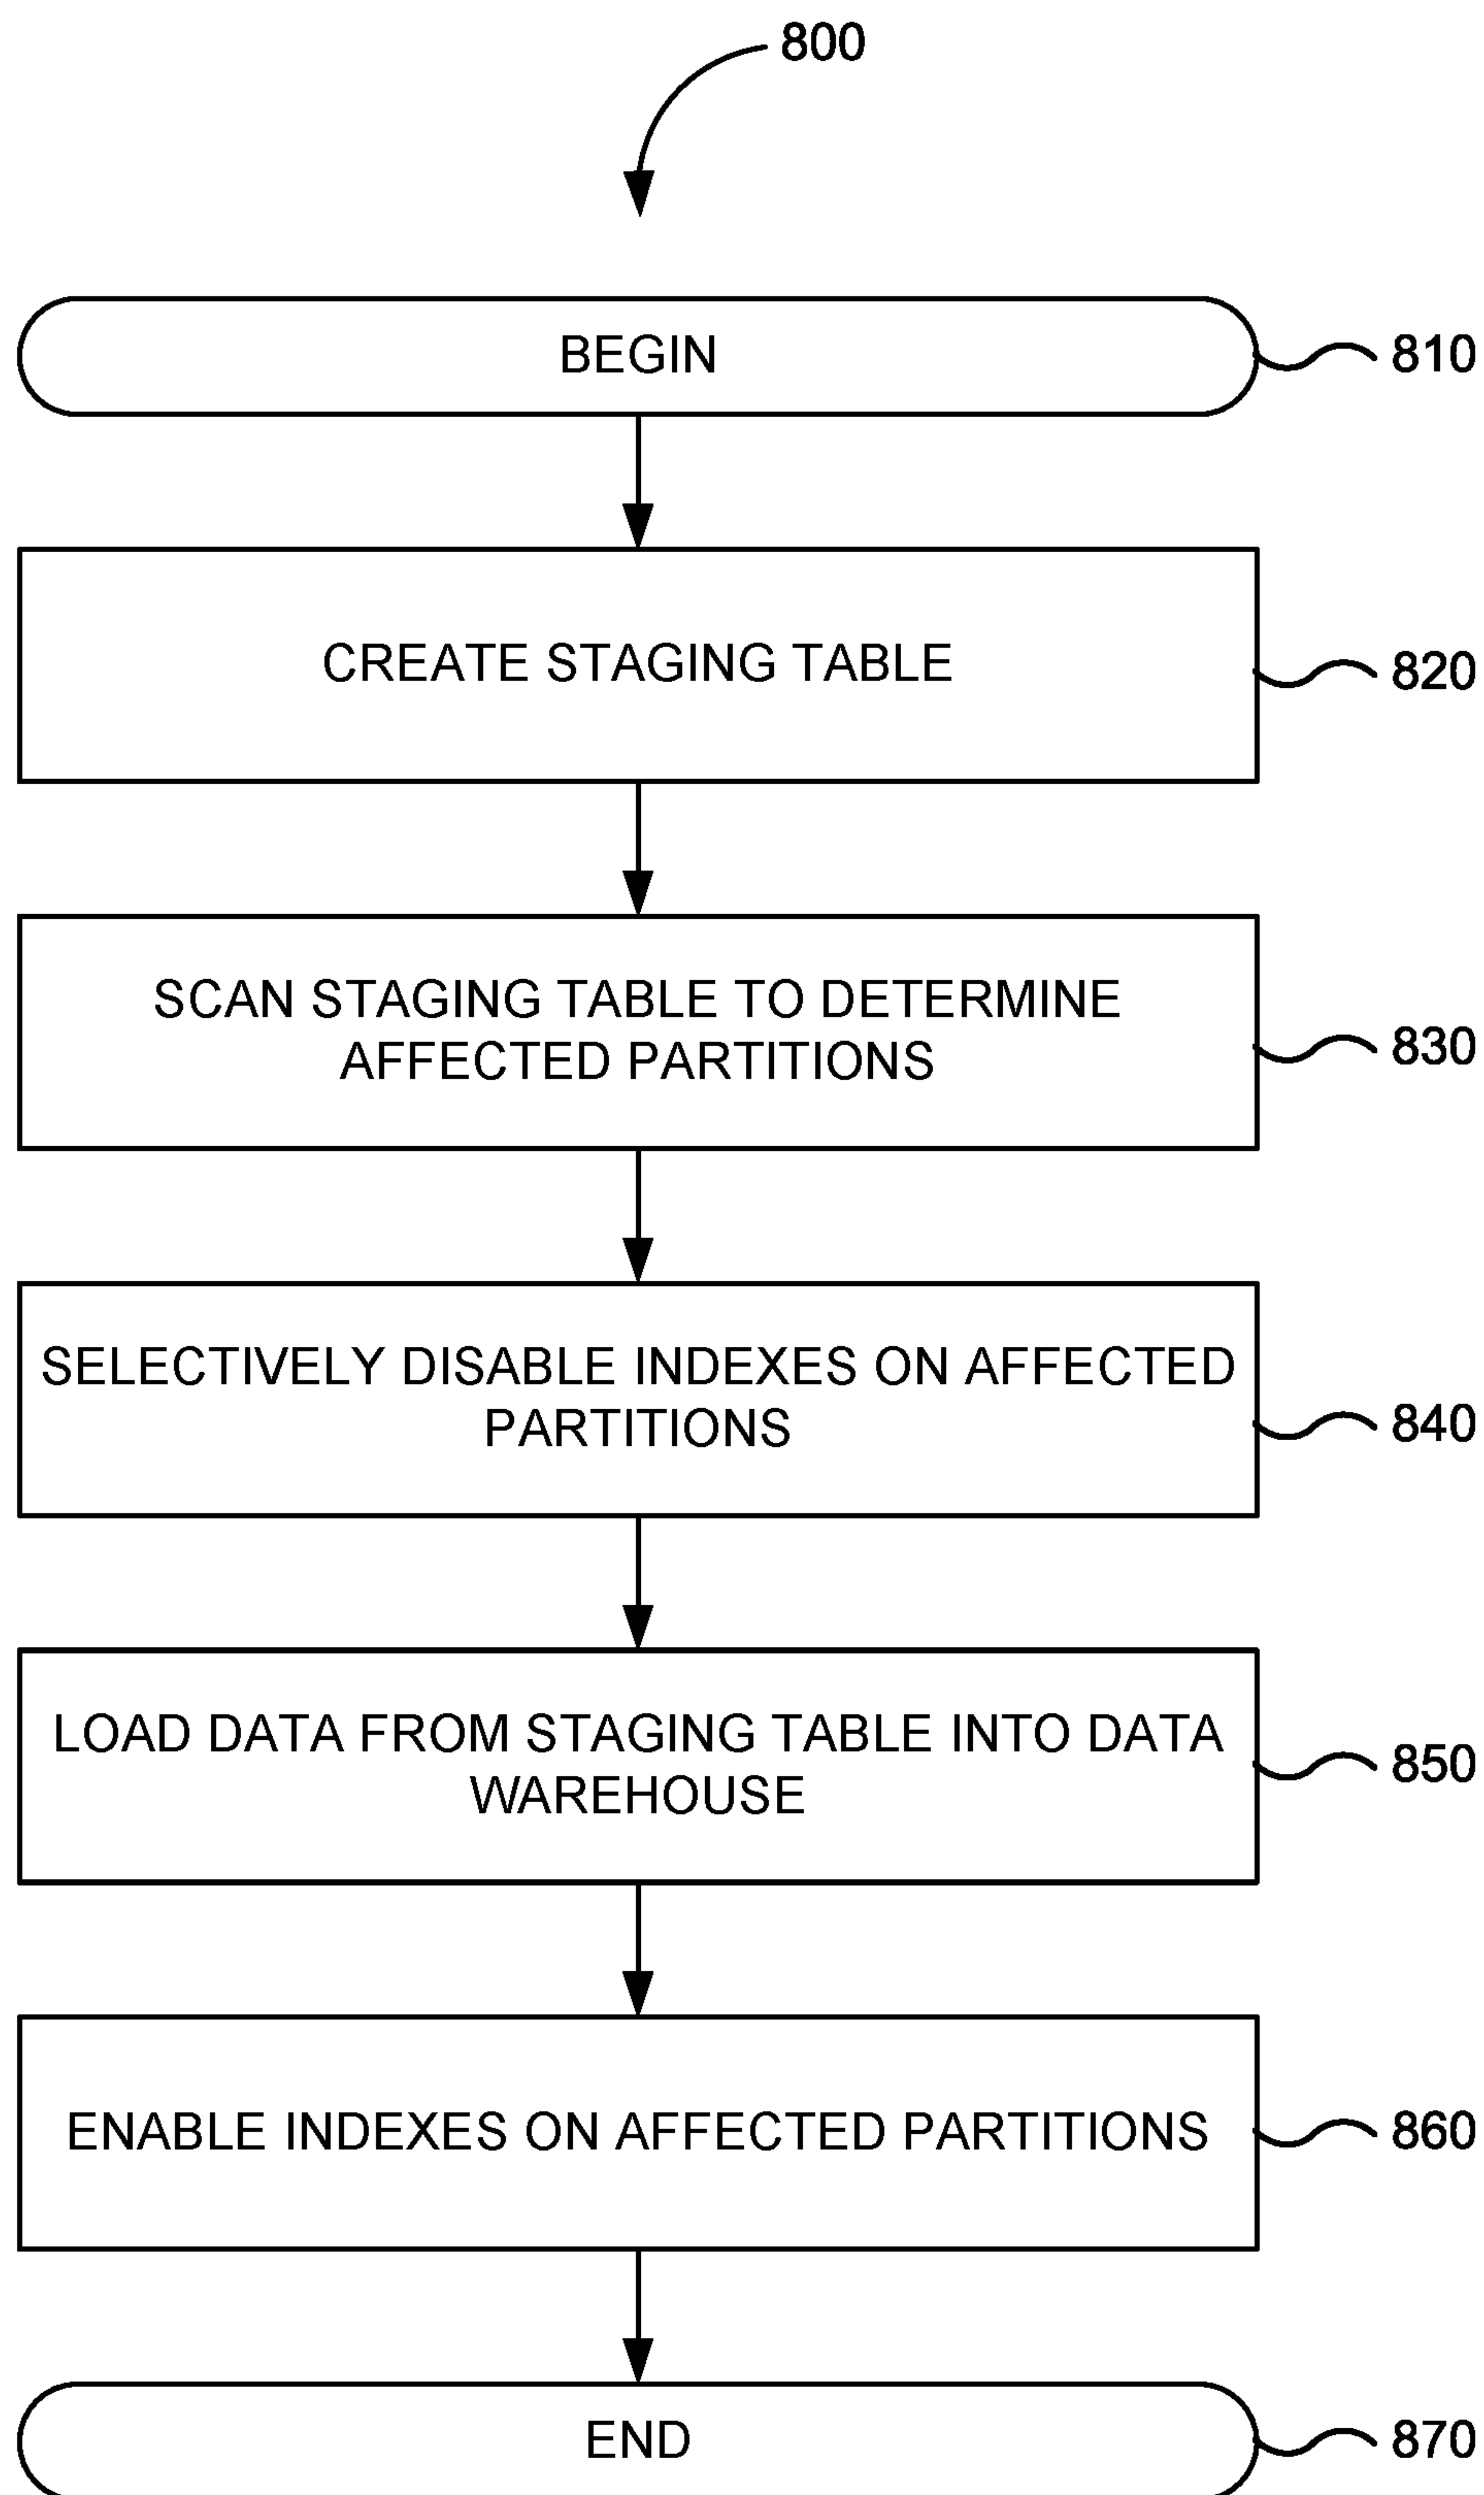 800
BEGIN
810
CREATE STAGING TABLE
820
SCAN STAGING TABLE TO DETERMINE
AFFECTED PARTITIONS
830
SELECTIVELY DISABLE INDEXES ON AFFECTED
PARTITIONS
840
LOAD DATA FROM STAGING TABLE INTO DATA
WAREHOUSE
850
ENABLE INDEXES ON AFFECTED PARTITIONS
860
END
870